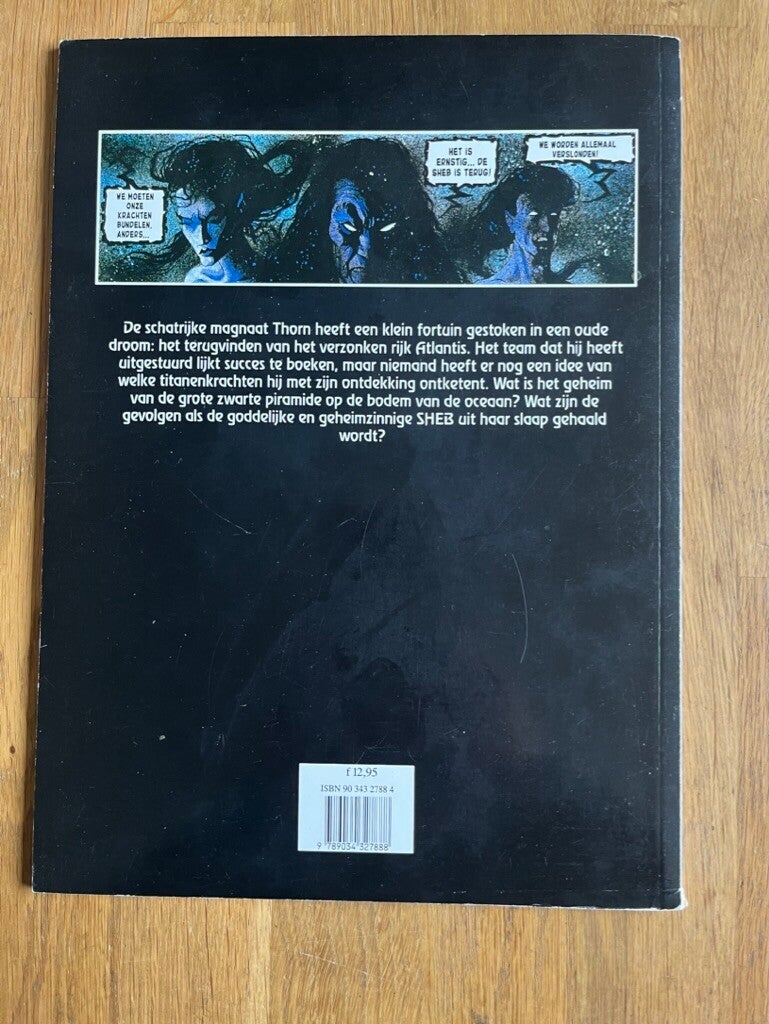 WE MOETEN
ONZE
KRACHTEN
BUNDELEN,
ANDERS...
HET IS
ERNSTIG... DE
SHEB IS TERUG!
WE WORDEN ALLEMAAL
VERSLONDEN!
De schatrijke magnaat Thorn heeft een klein fortuin gestoken in een oude
droom: het terugvinden van het verzonken rijk Atlantis. Het team dat hij heeft
uitgestuurd lijkt succes te boeken, maar niemand heeft er nog een idee van
welke titanenkrachten hij met zijn ontdekking ontketent. Wat is het geheim
van de grote zwarte piramide op de bodem van de oceaan? Wat zijn de
gevolgen als de goddelijke en geheimzinnige SHEB uit haar slaap gehaald
wordt?
f 12,95
ISBN 90 343 2788 4
9 789034 327888